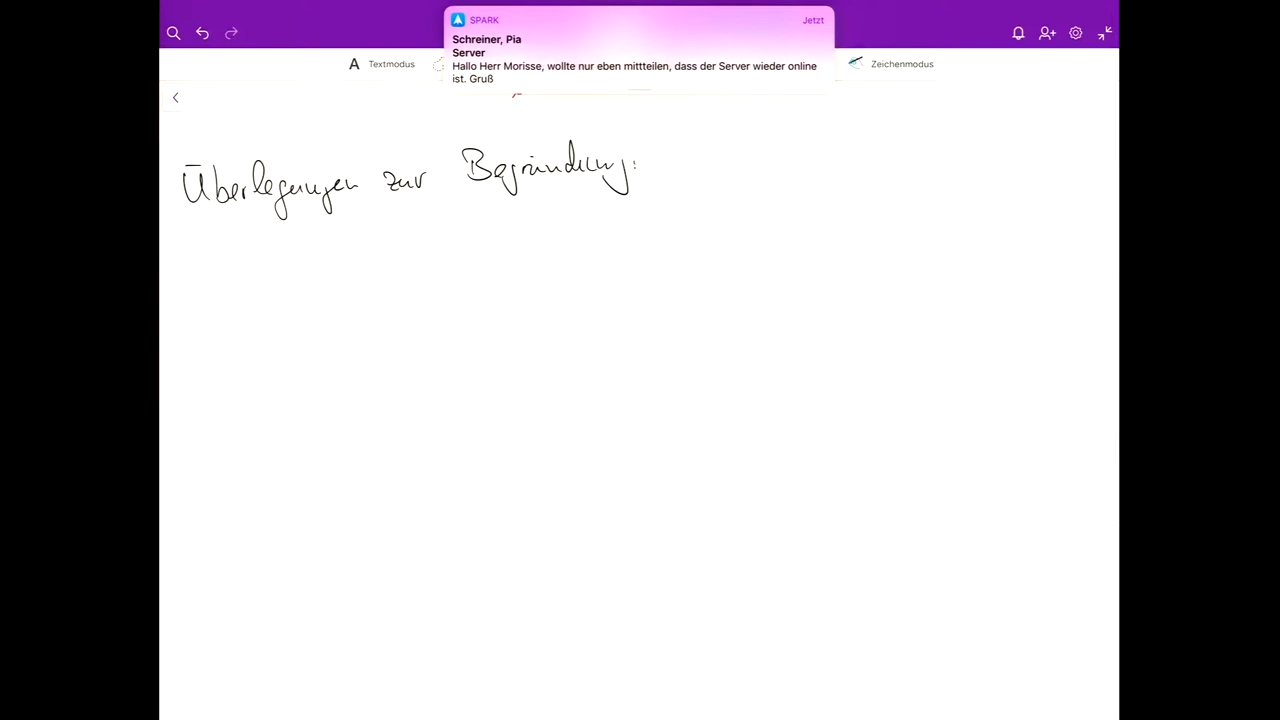 SPARK Jetzt
Schreiner, Pia
Server
Hallo Herr Morisse, wollte nur eben mittteilen, dass der Server wieder online
ist. Gruß
A Textmodus Zeichenmodus
Überlegungen zur Begründung: